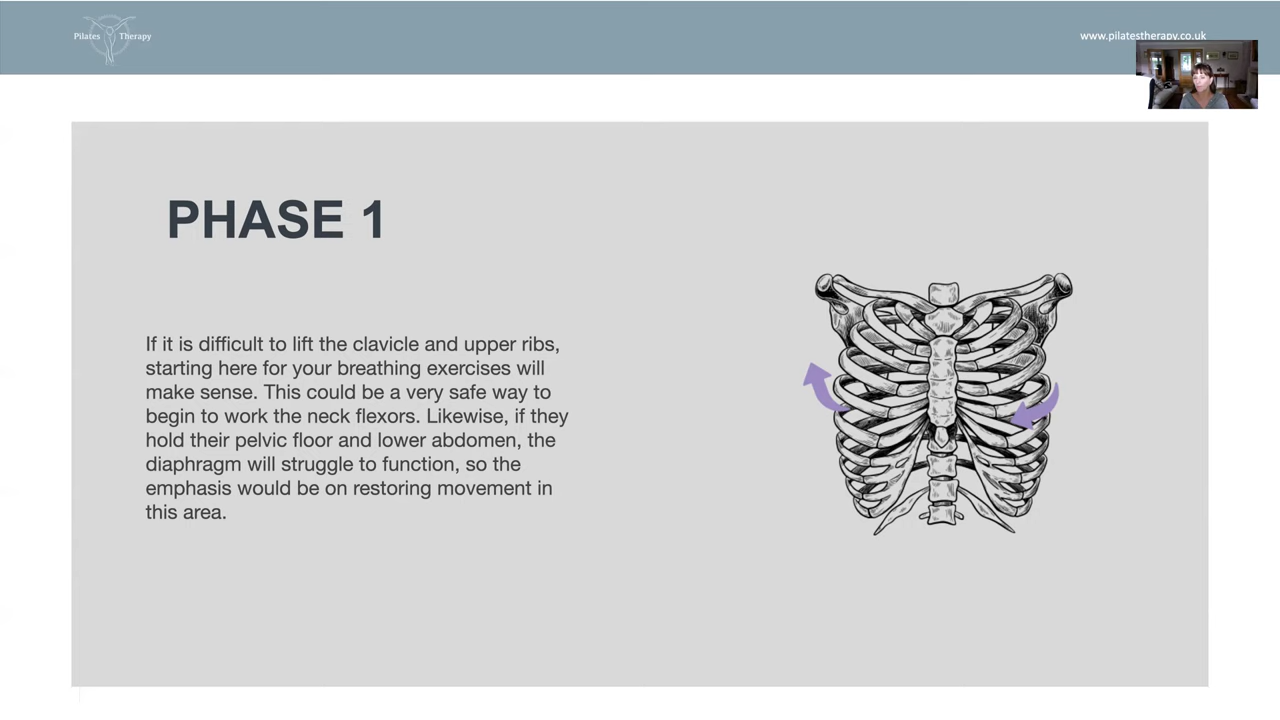 Pilates Therapy
www.pilatestherapy.co.uk
PHASE 1
If it is difficult to lift the clavicle and upper ribs,
starting here for your breathing exercises will
make sense. This could be a very safe way to
begin to work the neck flexors. Likewise, if they
hold their pelvic floor and lower abdomen, the
diaphragm will struggle to function, so the
emphasis would be on restoring movement in
this area.